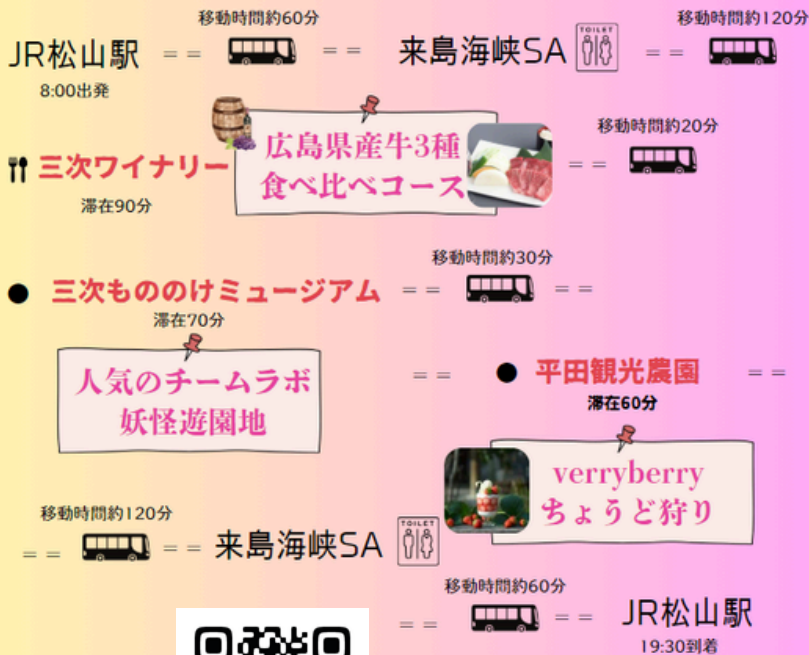 移動時間約60分
移動時間約120分
JR松山駅 == == 来島海峡SA TOILET ==
8:00出発
広島県産牛3種
食べ比べコース
移動時間約20分
三次ワイナリー
==
滞在90分
移動時間約30分
三次もののけミュージアム == ==
滞在70分
人気のチームラボ
妖怪遊園地
== ● 平田観光農園 ==
滞在60分
verryberry
ちょうど狩り
移動時間約120分
== == 来島海峡SA TOILET
移動時間約60分
== == JR松山駅
19:30到着